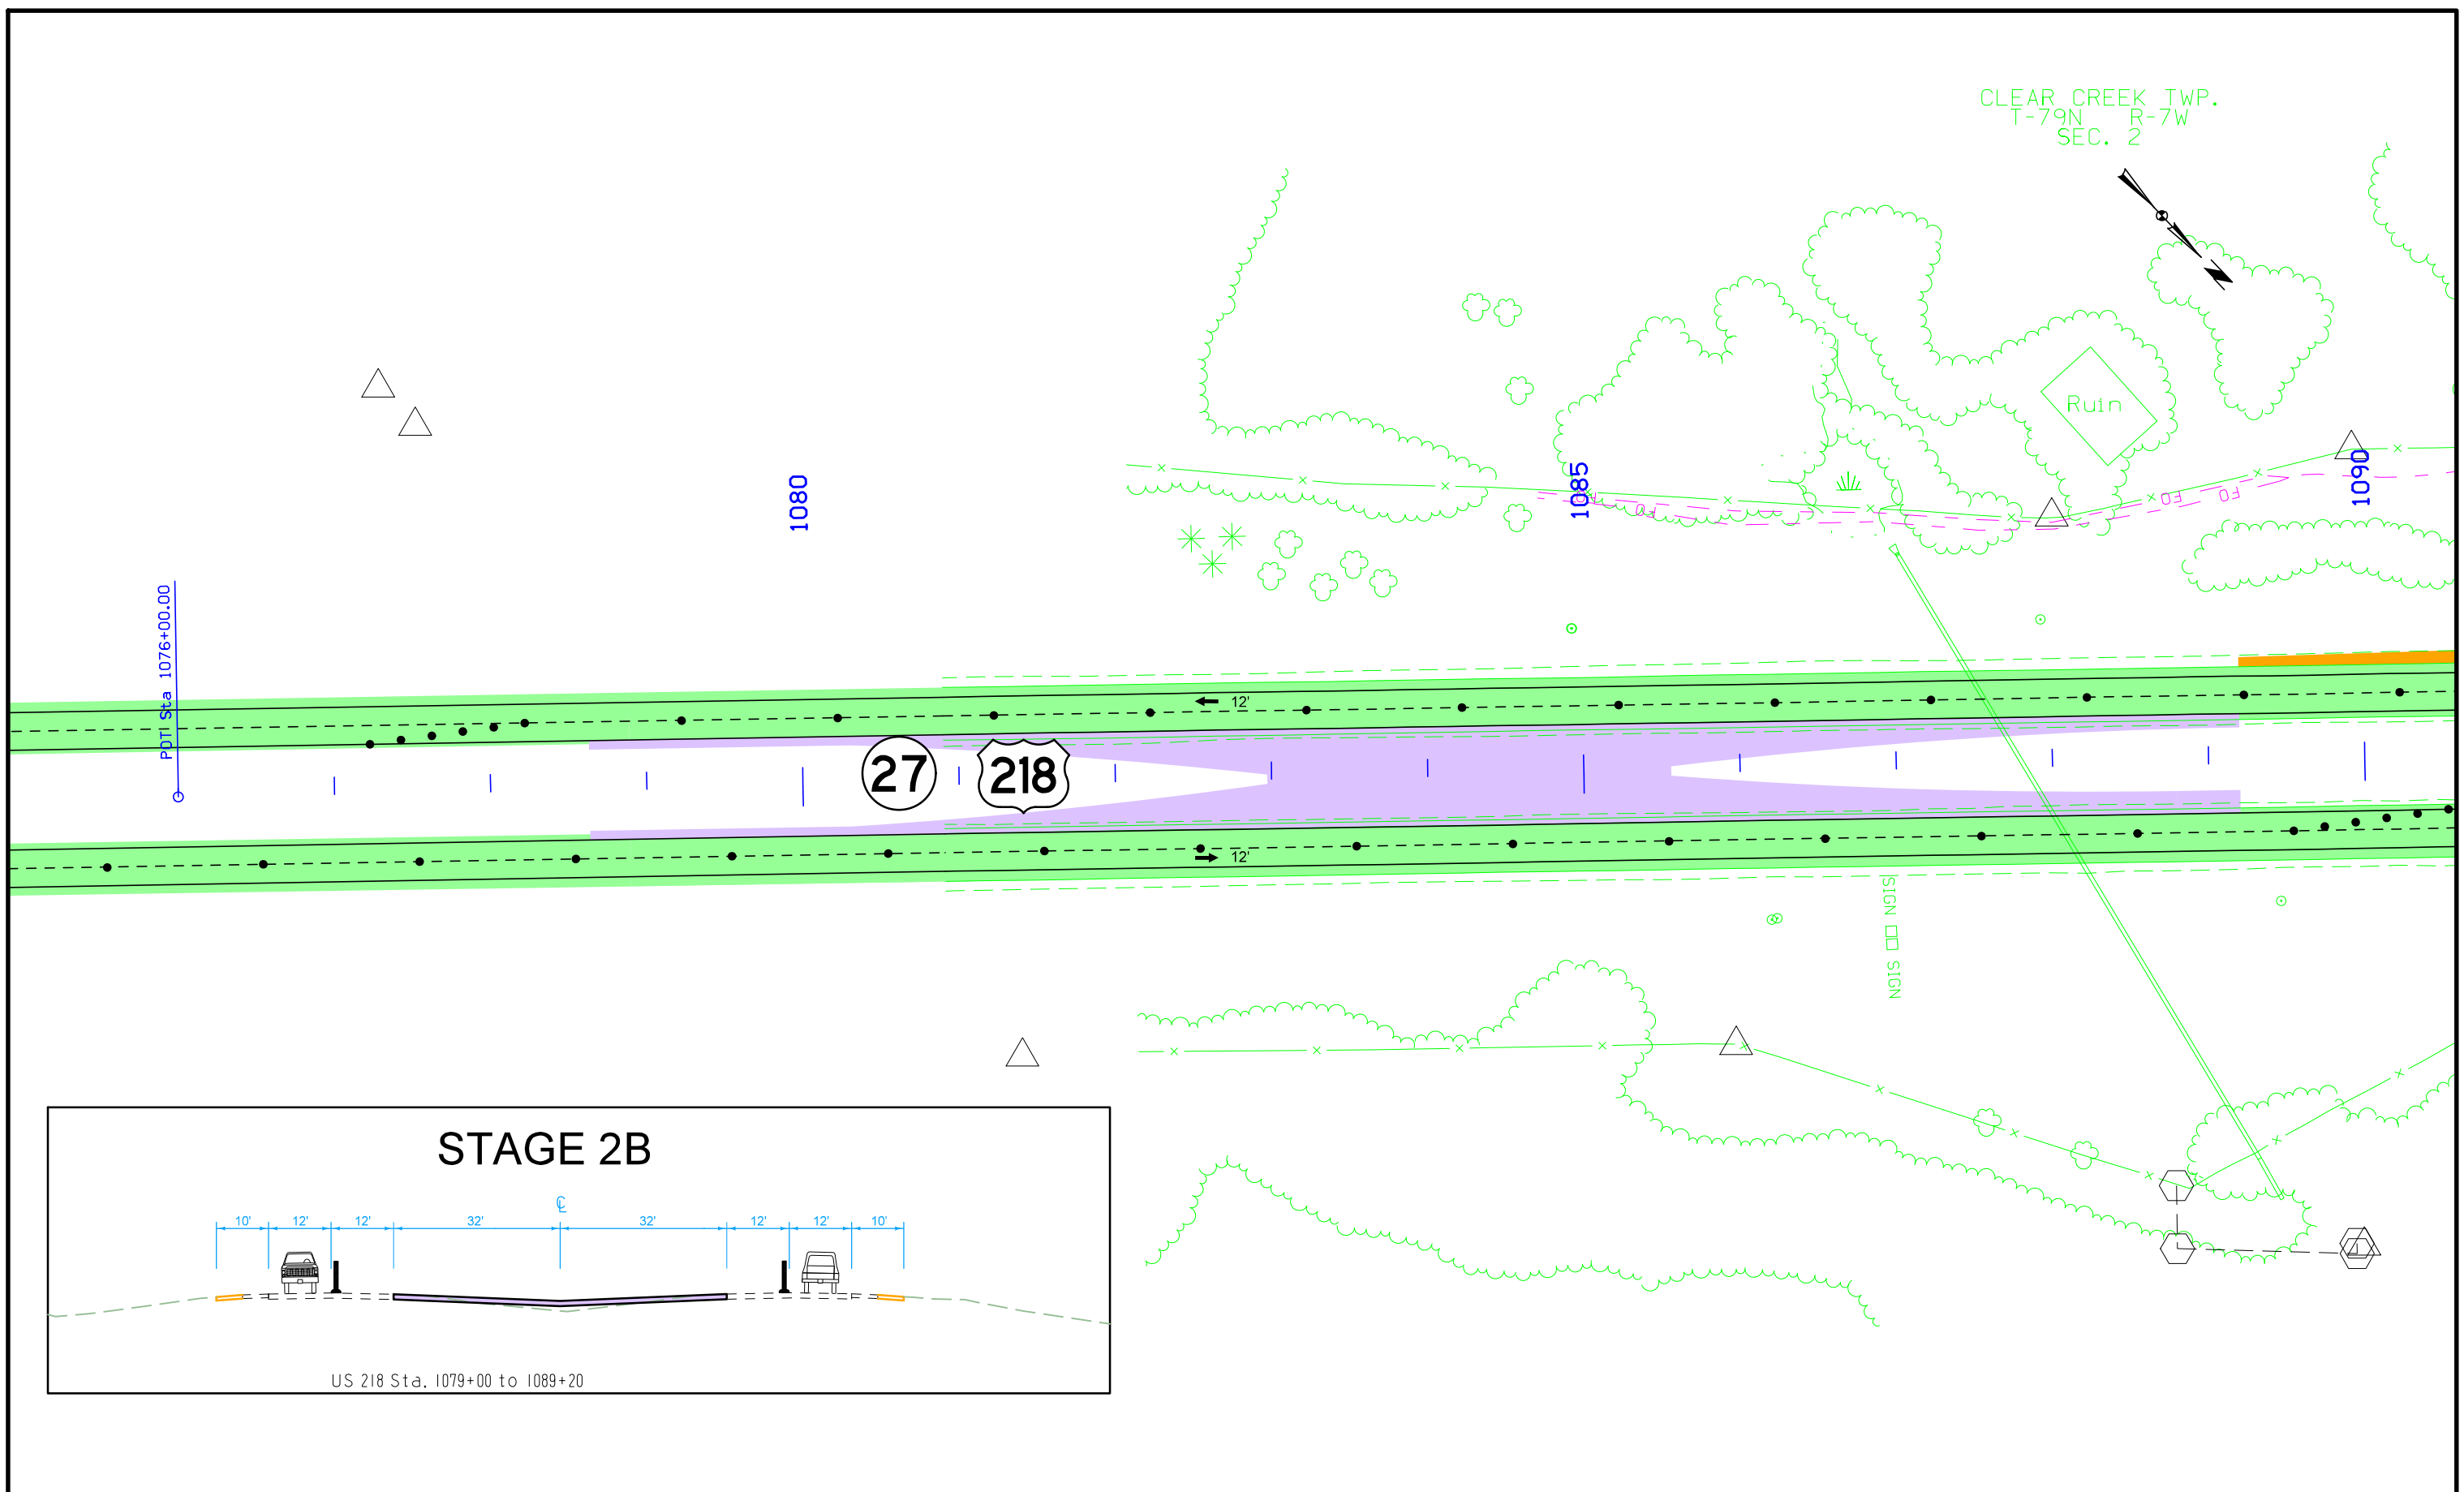 CLEAR CREEK TWP.
T-79N R-7W
SEC. 2
Ruin
1080
1085
1090
FO
FO
FO
FO
POT! Sta 1076+00.00
12'
27
218
12'
SIGN
SIGN
STAGE 2B
℄
10' 12' 12' 32' 32' 12' 12' 10'
US 218 Sta. 1079+00 to 1089+20